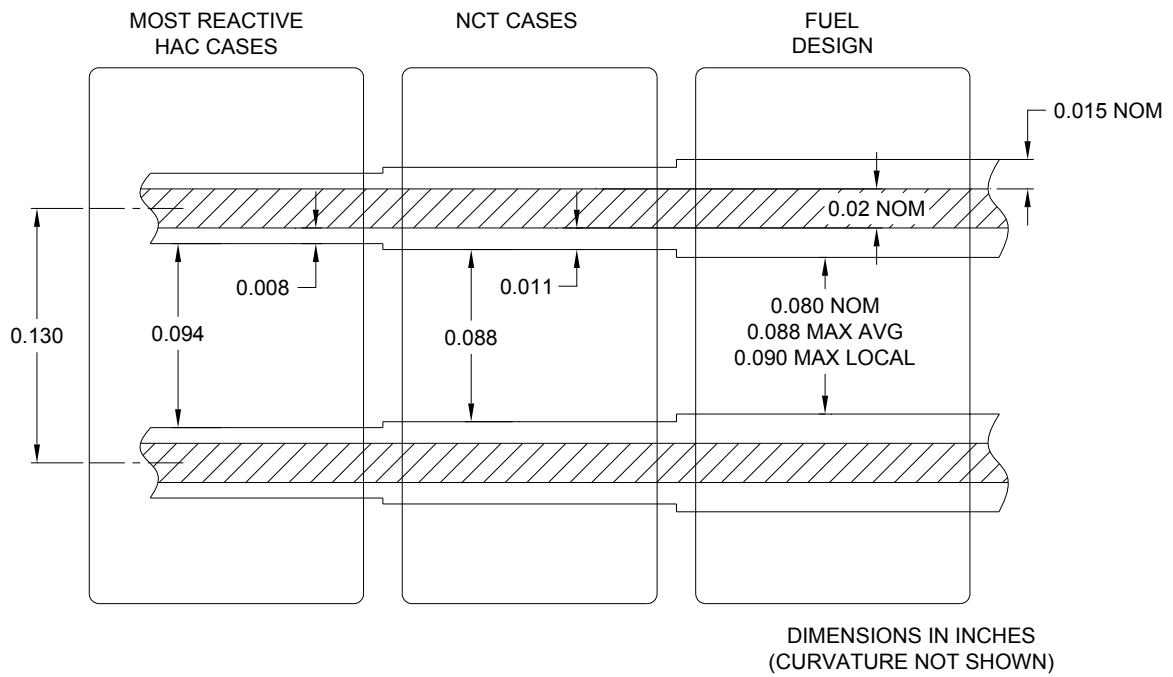 MOST REACTIVE
HAC CASES
NCT CASES
FUEL
DESIGN
0.015 NOM
0.02 NOM
0.008
0.011
0.130
0.094
0.088
0.080 NOM
0.088 MAX AVG
0.090 MAX LOCAL
DIMENSIONS IN INCHES
(CURVATURE NOT SHOWN)